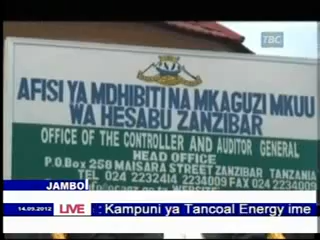 TBC
AFISI YA MDHIBITI NA MKAGUZI MKUU
WA HESABU ZANZIBAR
OFFICE OF THE CONTROLLER AND AUDITOR GENERAL
HEAD OFFICE
P.O.Box 258 MAISARA STREET ZANZIBAR TANZANIA
TEL 024 2232414 2234009 FAX 024 2234009
JAMBO
14.09.2012 LIVE : Kampuni ya Tancoal Energy ime